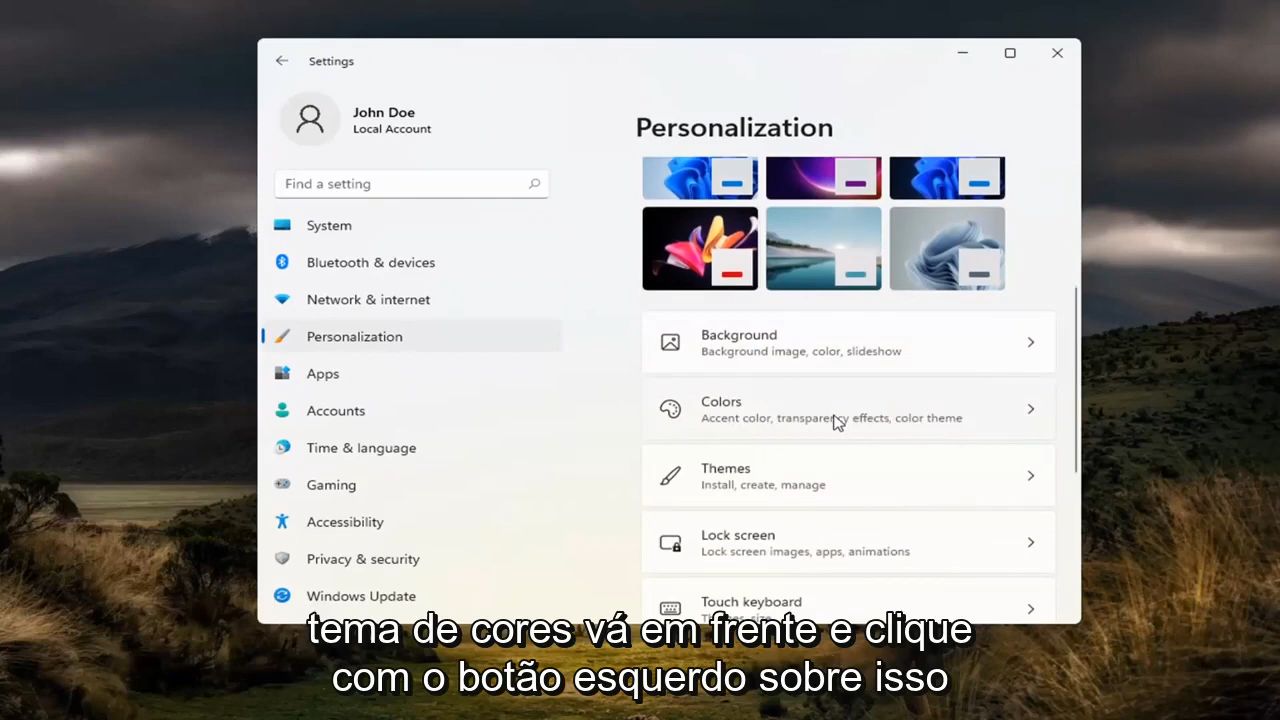 Settings
John Doe
Local Account
Find a setting
System
Bluetooth & devices
Network & internet
Personalization
Apps
Accounts
Time & language
Gaming
Accessibility
Privacy & security
Windows Update
Personalization
Background
Background image, color, slideshow
Colors
Accent color, transparency effects, color theme
Themes
Install, create, manage
Lock screen
Lock screen images, apps, animations
Touch keyboard
tema de cores vá em frente e clique
com o botão esquerdo sobre isso